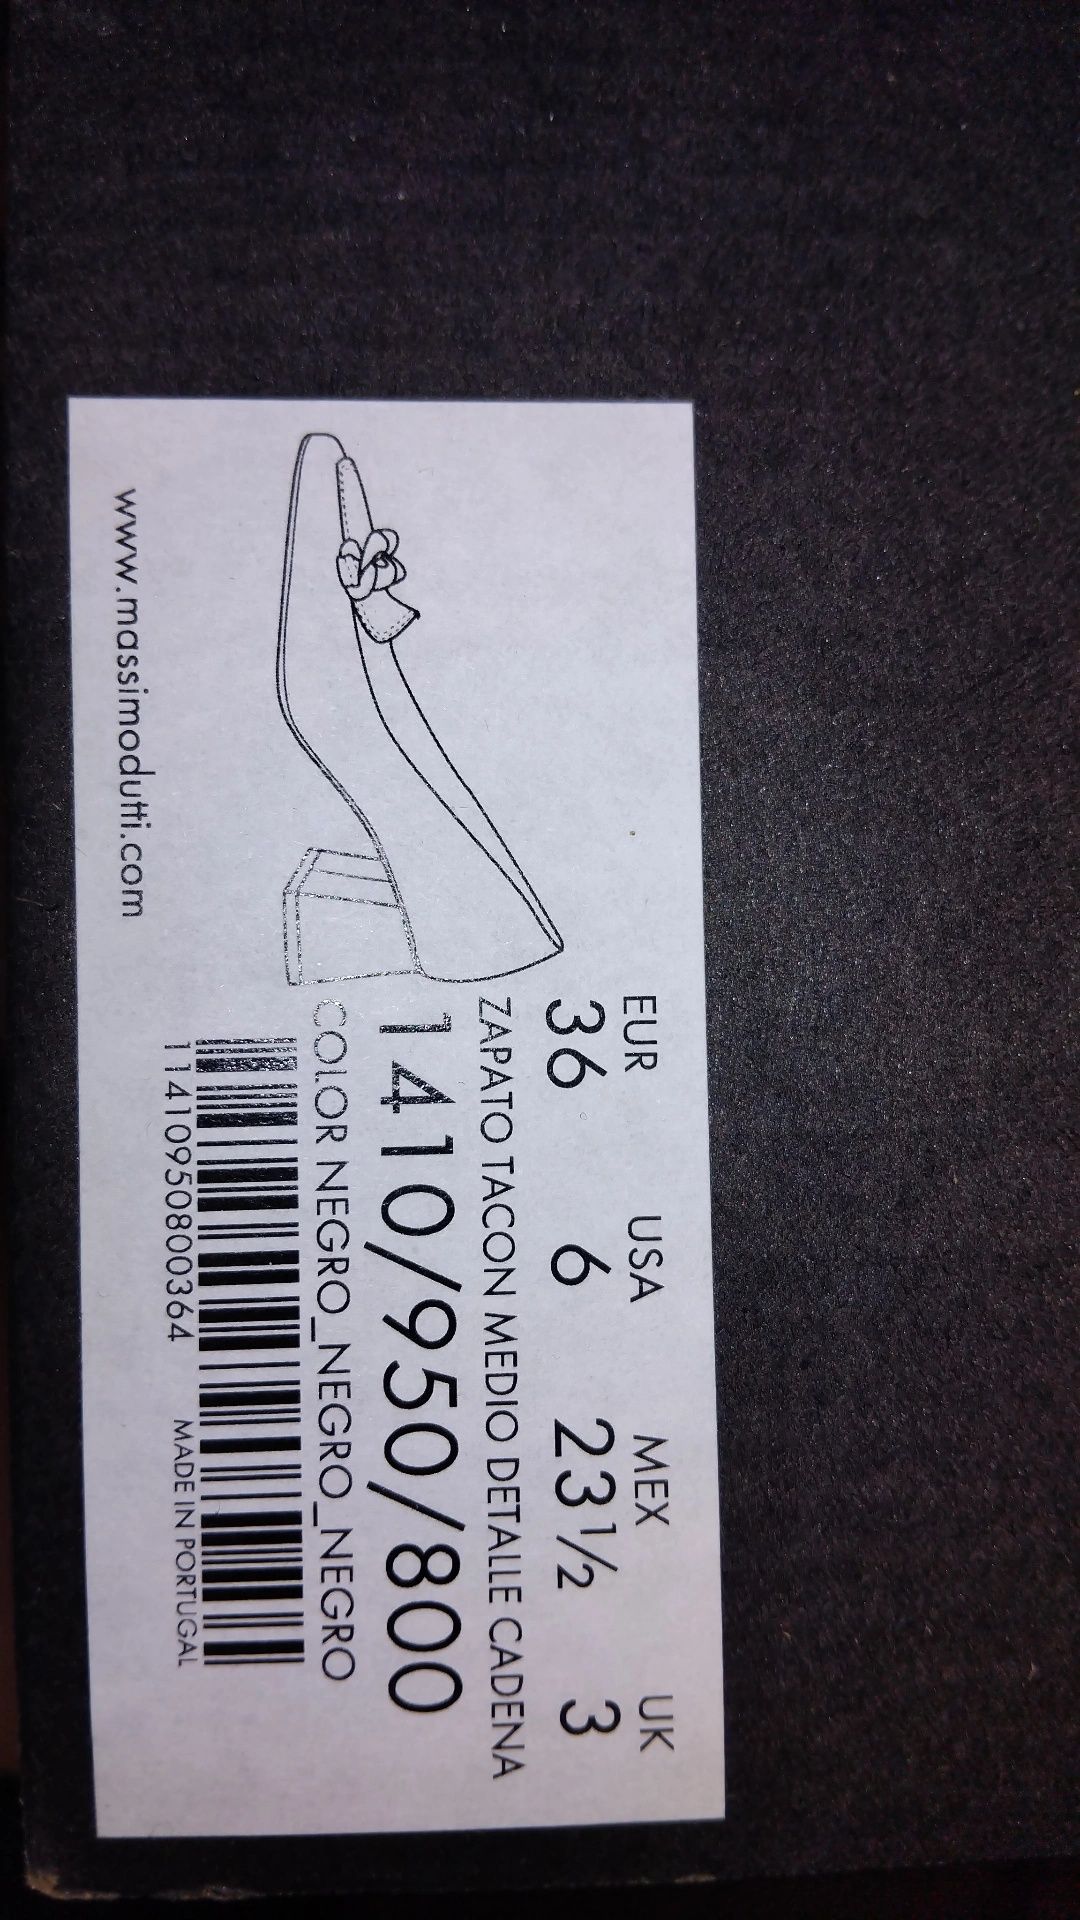 EUR USA MEX UK
36 6 23½ 3
ZAPATO TACON MEDIO DETALLE CADENA
1410/950/800
COLOR NEGRO_NEGRO_NEGRO
11410950800364 MADE IN PORTUGAL
www.massimodutti.com